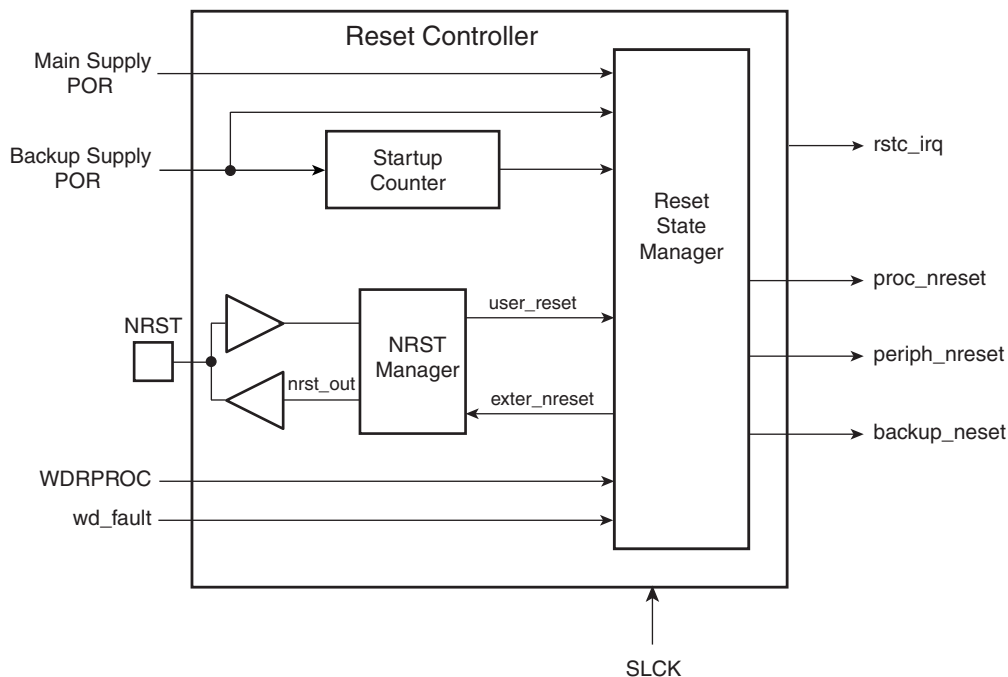 Reset Controller
Main Supply
POR
Backup Supply
POR
Startup
Counter
Reset
State
Manager
rstc_irq
proc_nreset
periph_nreset
backup_neset
NRST
user_reset
NRST
Manager
nrst_out
exter_nreset
WDRPROC
wd_fault
SLCK